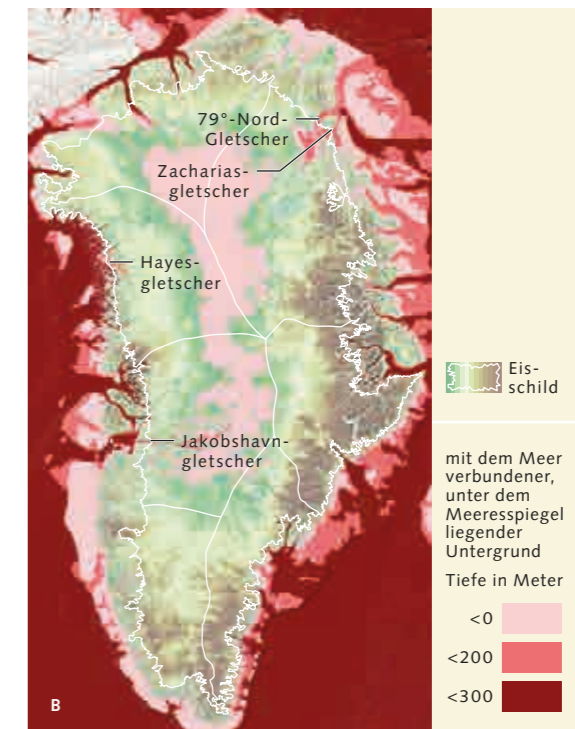 79°-Nord-
Gletscher
Zacharias-
gletscher
Hayes-
gletscher
Jakobshavn-
gletscher
Eis-
schild
mit dem Meer
verbundener,
unter dem
Meeresspiegel
liegender
Untergrund
Tiefe in Meter
<0
<200
<300
B